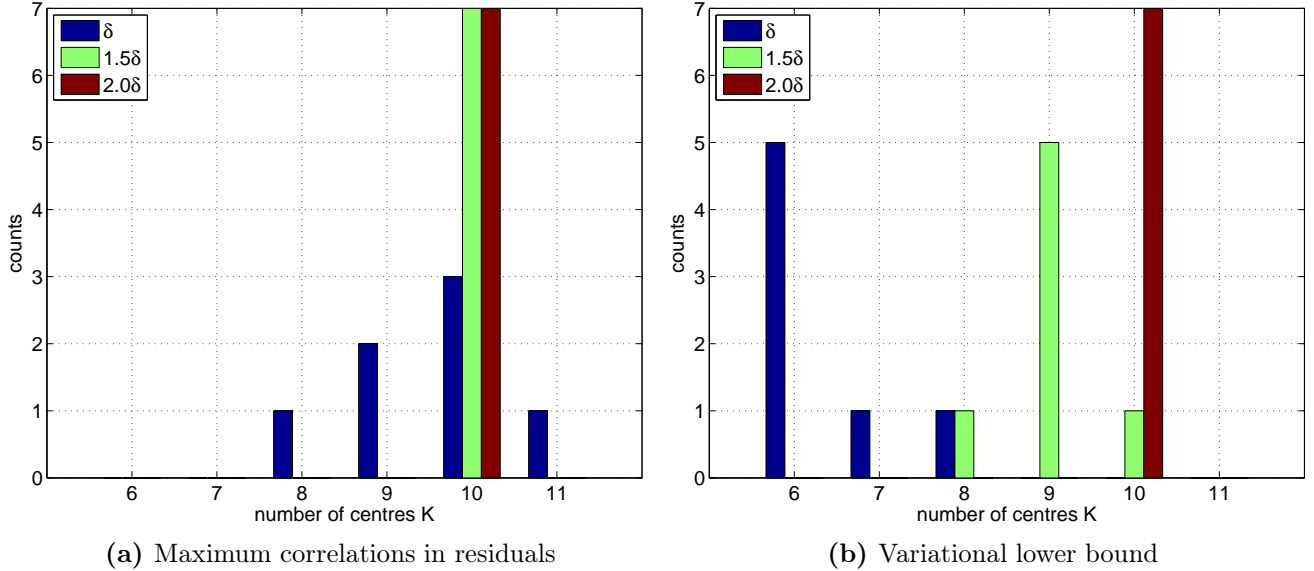 7
6
5
4
3
2
1
0
counts
δ
1.5δ
2.0δ
6 7 8 9 10 11
number of centres K
(a) Maximum correlations in residuals
7
6
5
4
3
2
1
0
counts
δ
1.5δ
2.0δ
6 7 8 9 10 11
number of centres K
(b) Variational lower bound